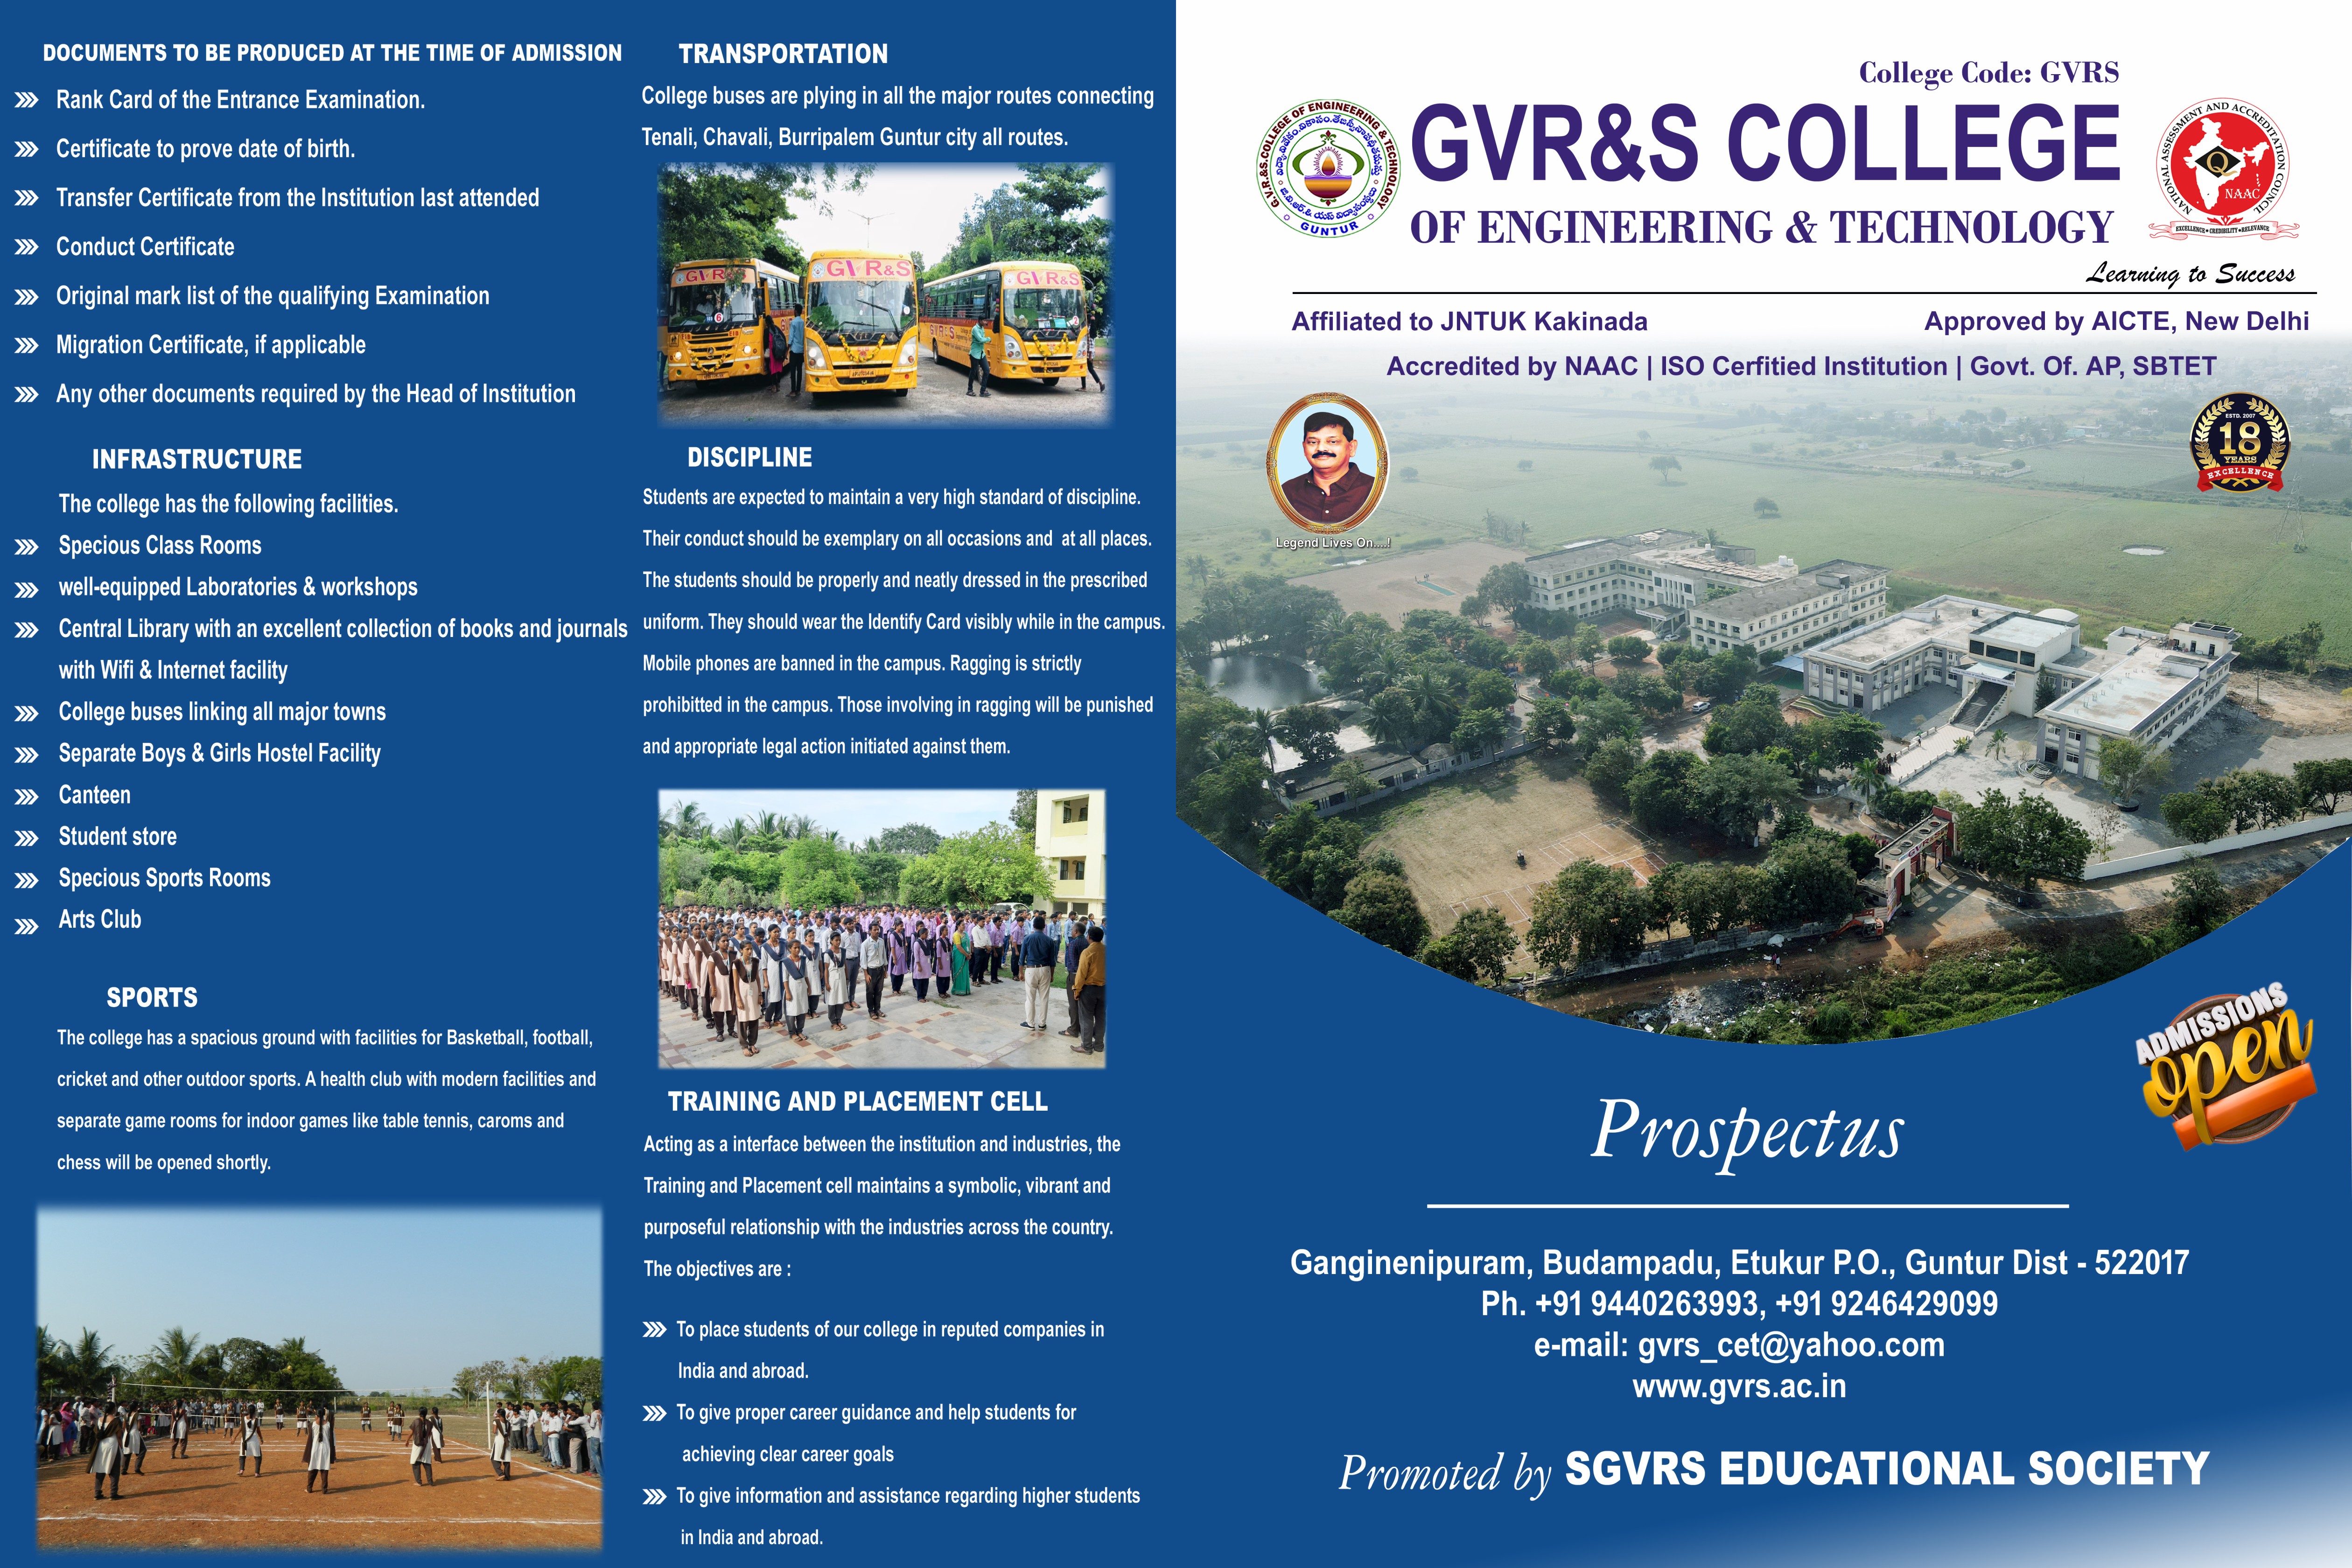 DOCUMENTS TO BE PRODUCED AT THE TIME OF ADMISSION
Rank Card of the Entrance Examination.
Certificate to prove date of birth.
Transfer Certificate from the Institution last attended
Conduct Certificate
Original mark list of the qualifying Examination
Migration Certificate, if applicable
Any other documents required by the Head of Institution
INFRASTRUCTURE
The college has the following facilities.
Specious Class Rooms
well-equipped Laboratories & workshops
Central Library with an excellent collection of books and journals
with Wifi & Internet facility
College buses linking all major towns
Separate Boys & Girls Hostel Facility
Canteen
Student store
Specious Sports Rooms
Arts Club
SPORTS
The college has a spacious ground with facilities for Basketball, football,
cricket and other outdoor sports. A health club with modern facilities and
separate game rooms for indoor games like table tennis, caroms and
chess will be opened shortly.
TRANSPORTATION
College buses are plying in all the major routes connecting
Tenali, Chavali, Burripalem Guntur city all routes.
DISCIPLINE
Students are expected to maintain a very high standard of discipline.
Their conduct should be exemplary on all occasions and at all places.
The students should be properly and neatly dressed in the prescribed
uniform. They should wear the Identify Card visibly while in the campus.
Mobile phones are banned in the campus. Ragging is strictly
prohibitted in the campus. Those involving in ragging will be punished
and appropriate legal action initiated against them.
TRAINING AND PLACEMENT CELL
Acting as a interface between the institution and industries, the
Training and Placement cell maintains a symbolic, vibrant and
purposeful relationship with the industries across the country.
The objectives are :
To place students of our college in reputed companies in
India and abroad.
To give proper career guidance and help students for
achieving clear career goals
To give information and assistance regarding higher students
in India and abroad.
College Code: GVRS
G.V.R.&S.COLLEGE OF ENGINEERING & TECHNOLOGY
GUNTUR
GVR&S COLLEGE
OF ENGINEERING & TECHNOLOGY
NATIONAL ASSESSMENT AND ACCREDITATION COUNCIL
Q
NAAC
EXCELLENCE • CREDIBILITY • RELEVANCE
Learning to Success
Affiliated to JNTUK Kakinada
Approved by AICTE, New Delhi
Accredited by NAAC | ISO Cerfitied Institution | Govt. Of. AP, SBTET
Legend Lives On....!
ESTD. 2007
18
YEARS
EXCELLENCE
ADMISSIONS
open
Prospectus
Ganginenipuram, Budampadu, Etukur P.O., Guntur Dist - 522017
Ph. +91 9440263993, +91 9246429099
e-mail: gvrs_cet@yahoo.com
www.gvrs.ac.in
Promoted by SGVRS EDUCATIONAL SOCIETY